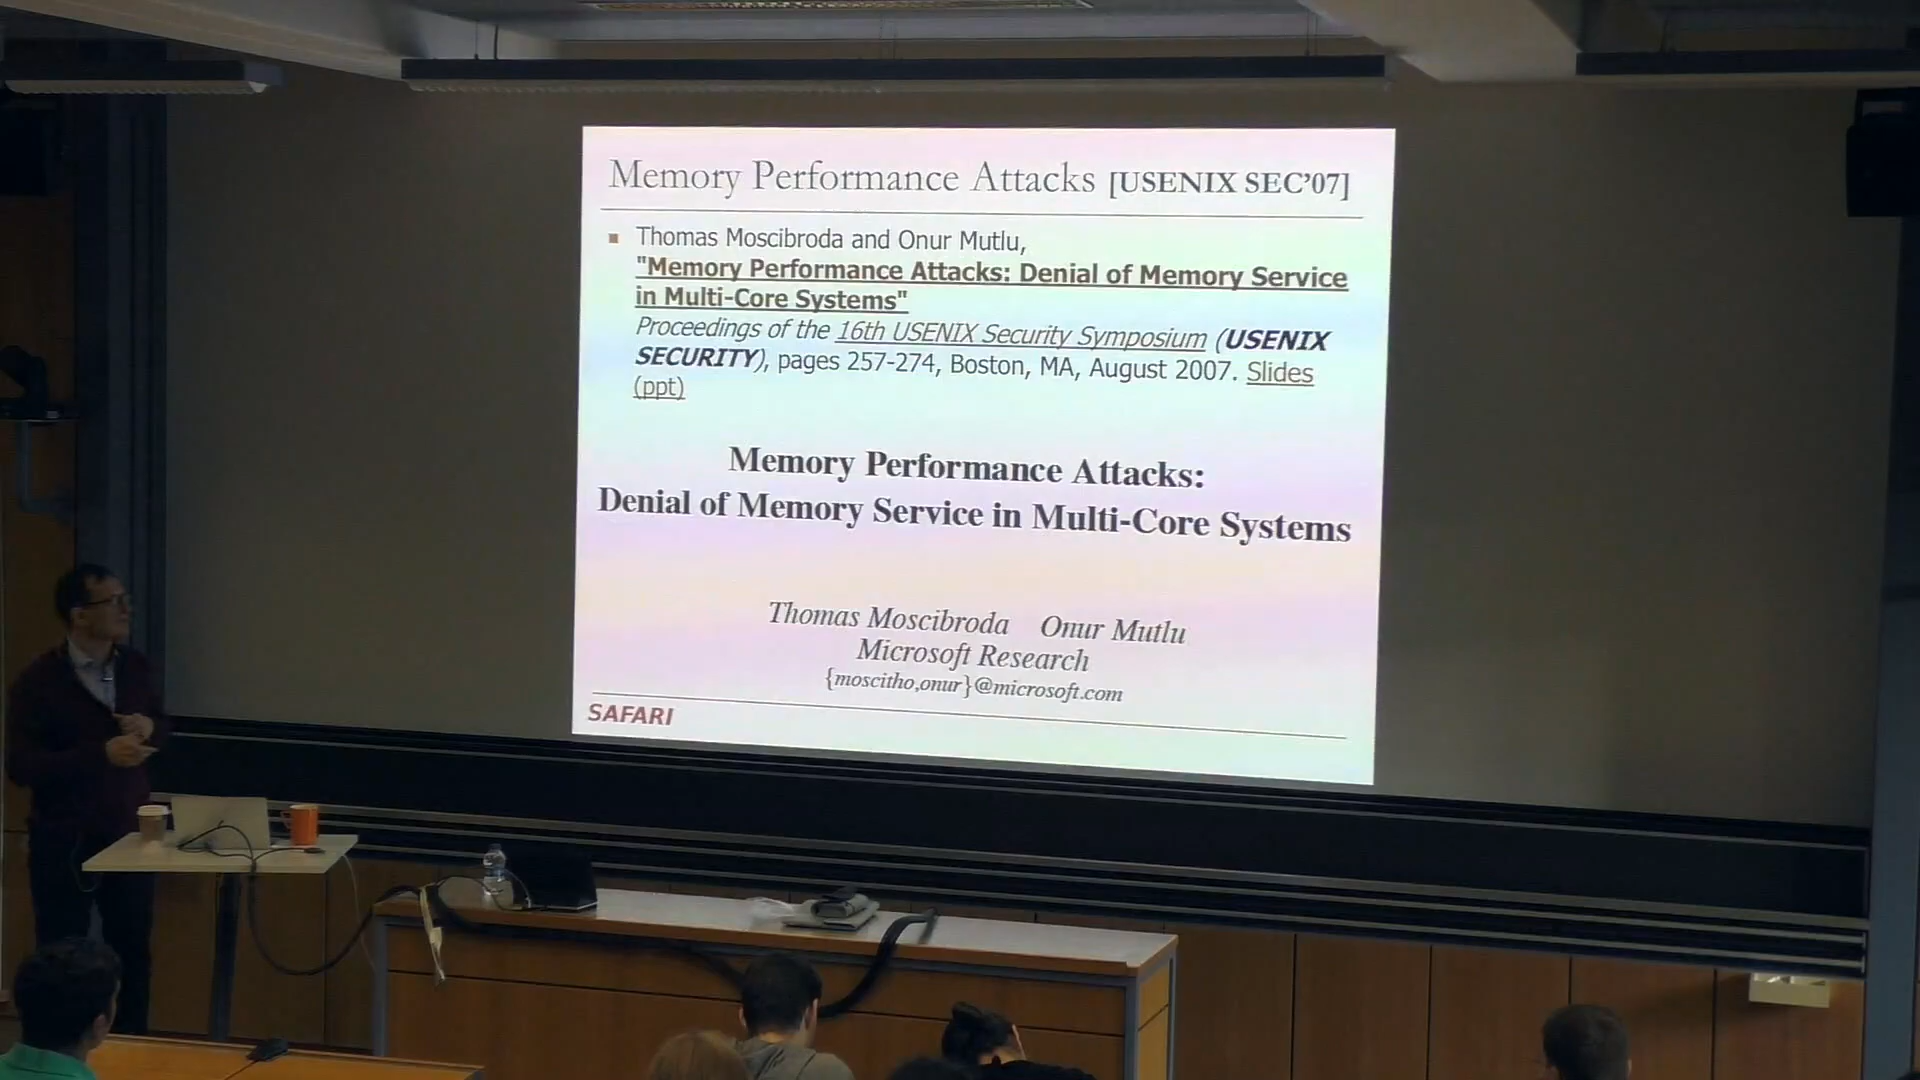 Memory Performance Attacks [USENIX SEC’07]
Thomas Moscibroda and Onur Mutlu,
"Memory Performance Attacks: Denial of Memory Service
in Multi-Core Systems"
Proceedings of the 16th USENIX Security Symposium (USENIX
SECURITY), pages 257-274, Boston, MA, August 2007. Slides
(ppt)
Memory Performance Attacks:
Denial of Memory Service in Multi-Core Systems
Thomas Moscibroda Onur Mutlu
Microsoft Research
{moscitho,onur}@microsoft.com
SAFARI